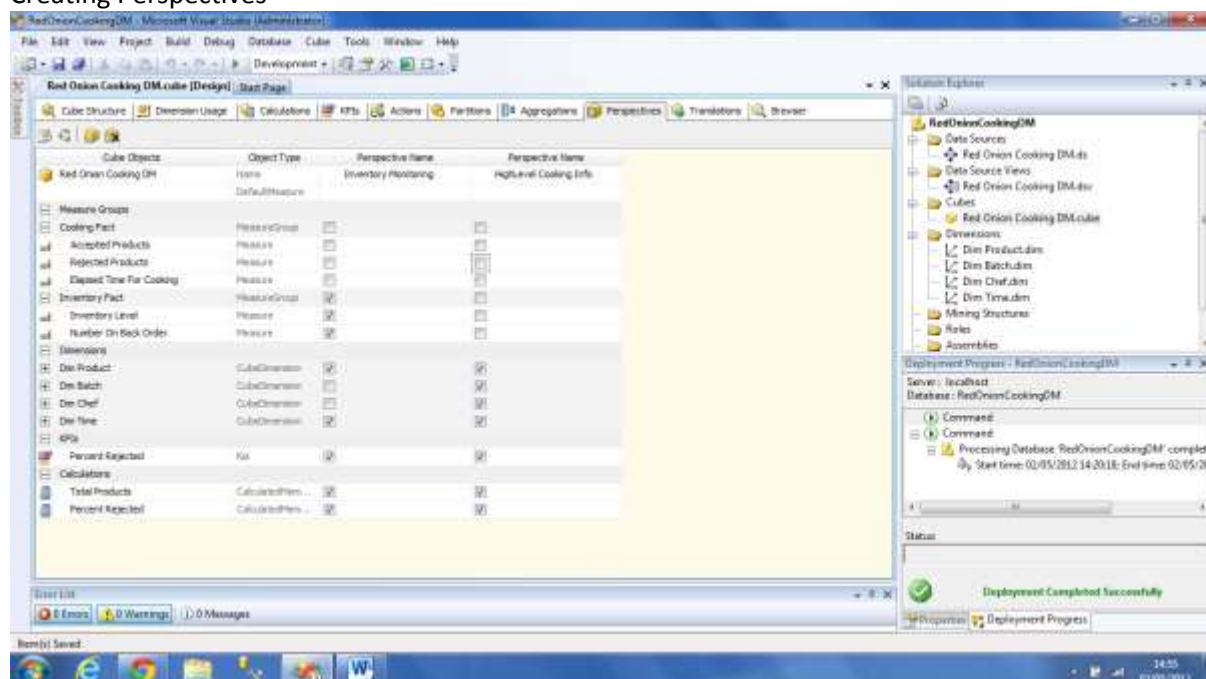 Creating Perspectives
RedOnionCookingDM - Microsoft Visual Studio (Administrator)
File Edit View Project Build Debug Database Cube Tools Window Help
Development
Red Onion Cooking DM.cube [Design] Start Page
Cube Structure Dimension Usage Calculations KPIs Actions Partitions Aggregations Perspectives Translations Browser
Cube Objects Object Type Perspective Name Perspective Name
Red Onion Cooking DM Name Inventory Monitoring HighLevel Cooking Info
DefaultMeasure
Measure Groups
Cooking Fact MeasureGroup
Accepted Products Measure
Rejected Products Measure
Elapsed Time For Cooking Measure
Inventory Fact MeasureGroup
Inventory Level Measure
Number On Back Order Measure
Dimensions
Dim Product CubeDimension
Dim Batch CubeDimension
Dim Chef CubeDimension
Dim Time CubeDimension
KPIs
Percent Rejected Kpi
Calculations
Total Products CalculatedMem...
Percent Rejected CalculatedMem...
Error List
0 Errors 0 Warnings 0 Messages
Item(s) Saved
Toolbox
Solution Explorer
RedOnionCookingDM
Data Sources
Red Onion Cooking DM.ds
Data Source Views
Red Onion Cooking DM.dsv
Cubes
Red Onion Cooking DM.cube
Dimensions
Dim Product.dim
Dim Batch.dim
Dim Chef.dim
Dim Time.dim
Mining Structures
Roles
Assemblies
Deployment Progress - RedOnionCookingDM
Server: localhost
Database: RedOnionCookingDM
Command
Command
Processing Database 'RedOnionCookingDM' complet
Start time: 02/05/2012 14:20:18; End time: 02/05/20
Status:
Deployment Completed Successfully
Properties Deployment Progress
14:55